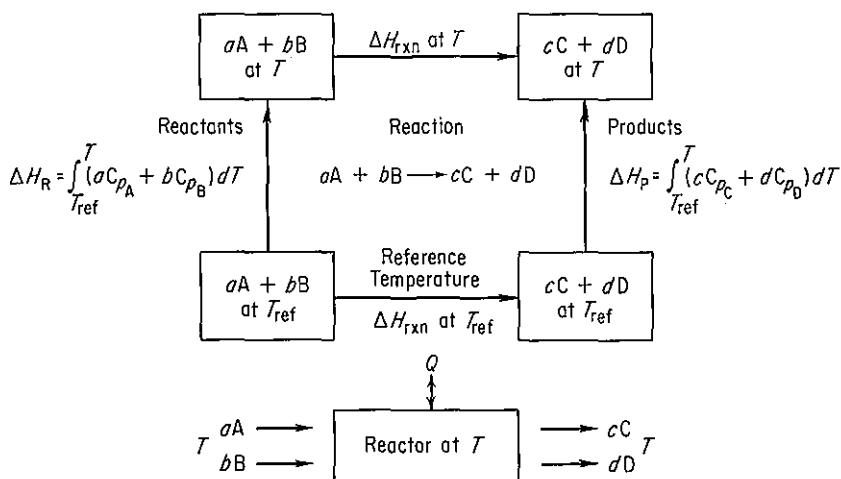 aA + bB
at T
ΔH_rxn at T
cC + dD
at T
Reactants
Reaction
Products
ΔH_R = ∫_{T_ref}^{T} (aC_{p_A} + bC_{p_B}) dT
aA + bB → cC + dD
ΔH_P = ∫_{T_ref}^{T} (cC_{p_C} + dC_{p_D}) dT
aA + bB
at T_ref
Reference
Temperature
ΔH_rxn at T_ref
cC + dD
at T_ref
Q
T
aA
bB
Reactor at T
cC
dD
T